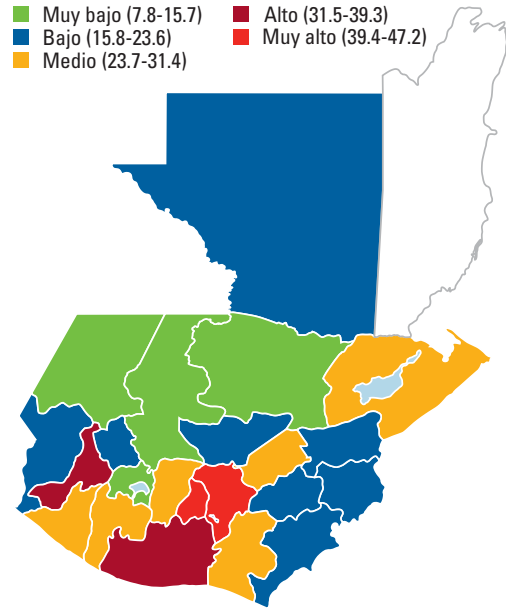 Muy bajo (7.8-15.7)
Bajo (15.8-23.6)
Medio (23.7-31.4)
Alto (31.5-39.3)
Muy alto (39.4-47.2)